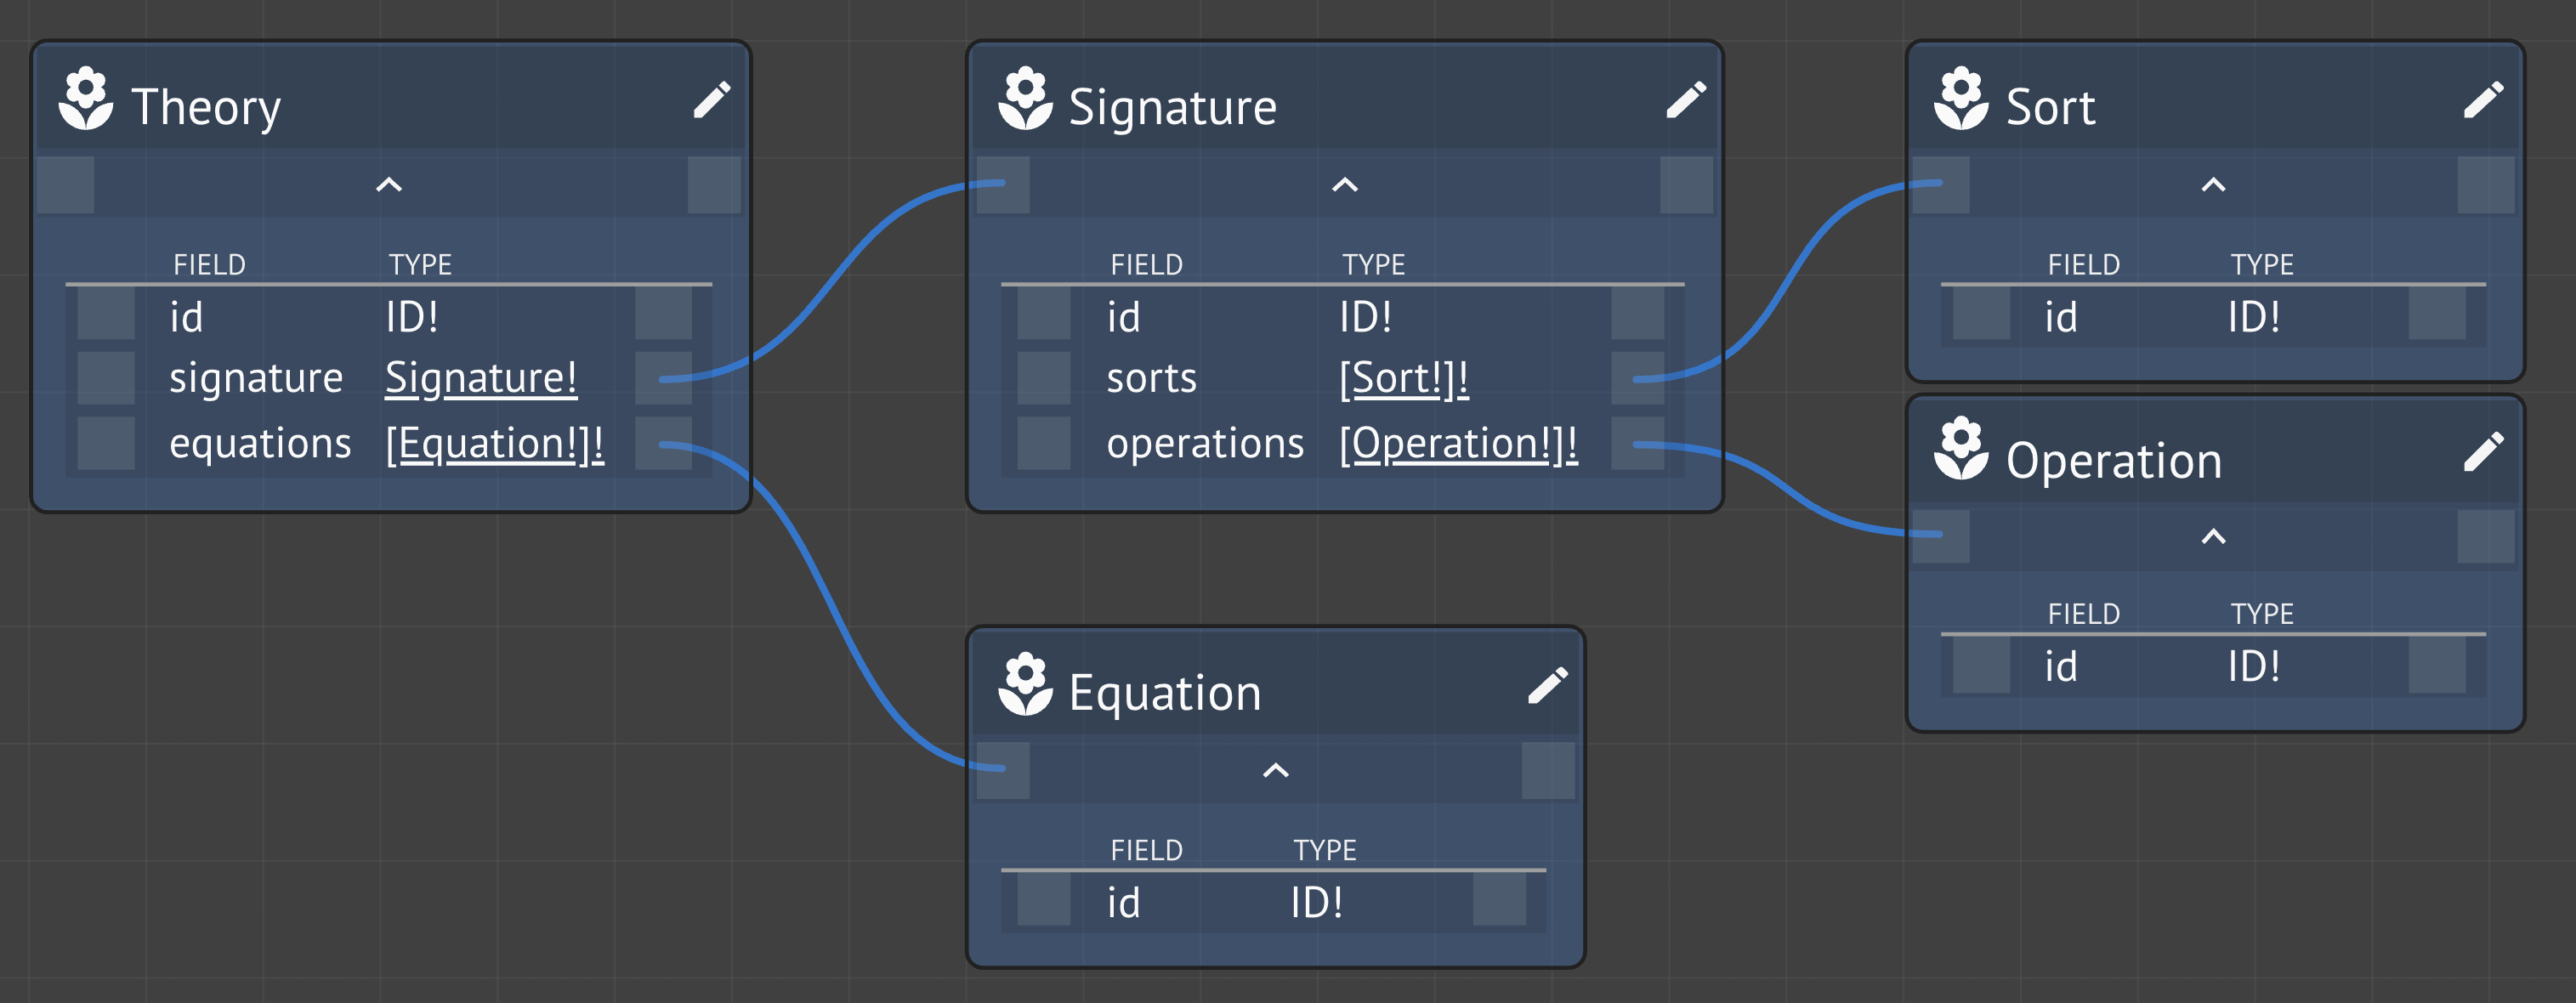 Theory
FIELD TYPE
id ID!
signature Signature!
equations [Equation!]!
Signature
FIELD TYPE
id ID!
sorts [Sort!]!
operations [Operation!]!
Sort
FIELD TYPE
id ID!
Operation
FIELD TYPE
id ID!
Equation
FIELD TYPE
id ID!